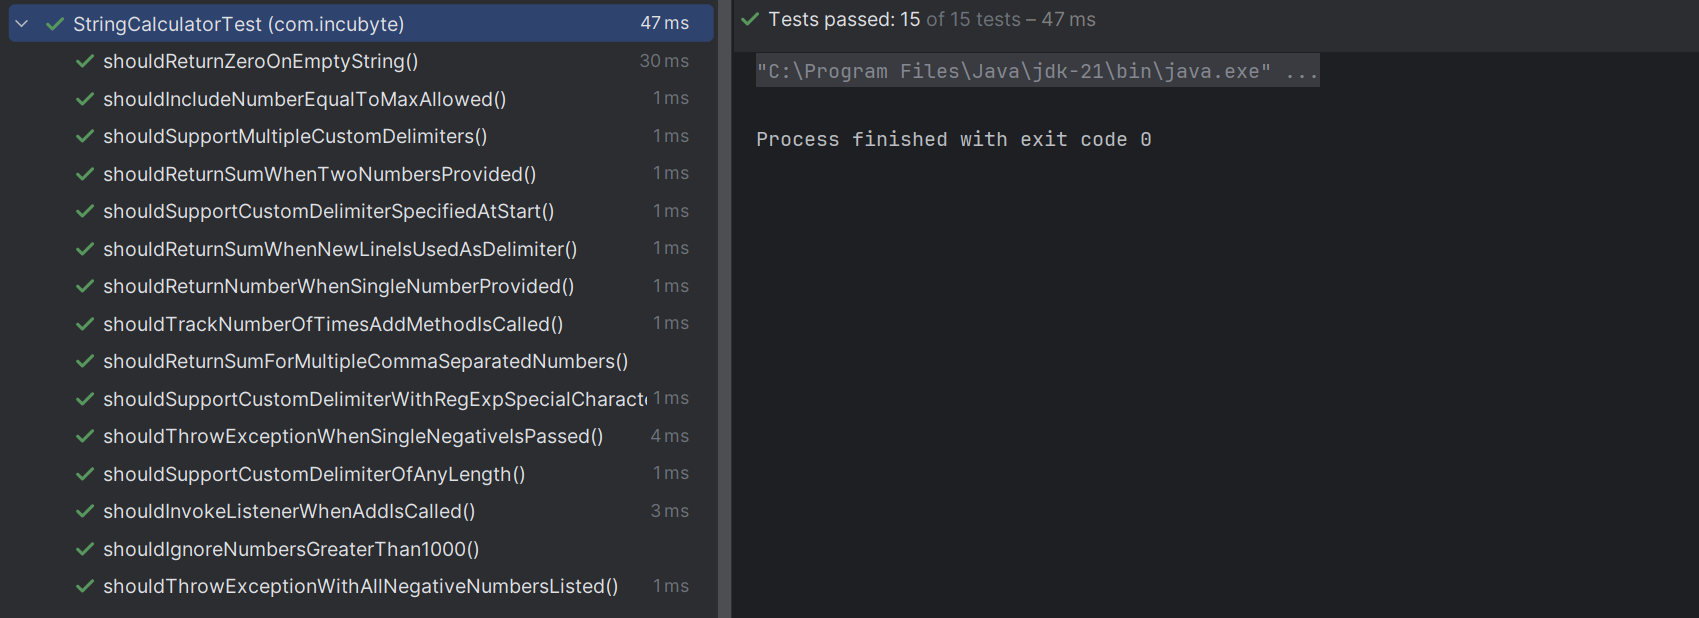 StringCalculatorTest (com.incubyte) 47 ms
shouldReturnZeroOnEmptyString() 30 ms
shouldIncludeNumberEqualToMaxAllowed() 1 ms
shouldSupportMultipleCustomDelimiters() 1 ms
shouldReturnSumWhenTwoNumbersProvided() 1 ms
shouldSupportCustomDelimiterSpecifiedAtStart() 1 ms
shouldReturnSumWhenNewLineIsUsedAsDelimiter() 1 ms
shouldReturnNumberWhenSingleNumberProvided() 1 ms
shouldTrackNumberOfTimesAddMethodIsCalled() 1 ms
shouldReturnSumForMultipleCommaSeparatedNumbers()
shouldSupportCustomDelimiterWithRegExpSpecialCharacte 1 ms
shouldThrowExceptionWhenSingleNegativeIsPassed() 4 ms
shouldSupportCustomDelimiterOfAnyLength() 1 ms
shouldInvokeListenerWhenAddIsCalled() 3 ms
shouldIgnoreNumbersGreaterThan1000()
shouldThrowExceptionWithAllNegativeNumbersListed() 1 ms
Tests passed: 15 of 15 tests – 47 ms
"C:\Program Files\Java\jdk-21\bin\java.exe" ...
Process finished with exit code 0